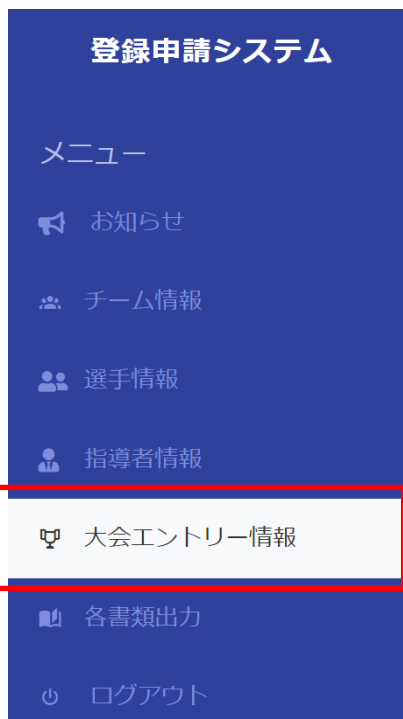 登録申請システム
メニュー
お知らせ
チーム情報
選手情報
指導者情報
大会エントリー情報
各書類出力
ログアウト